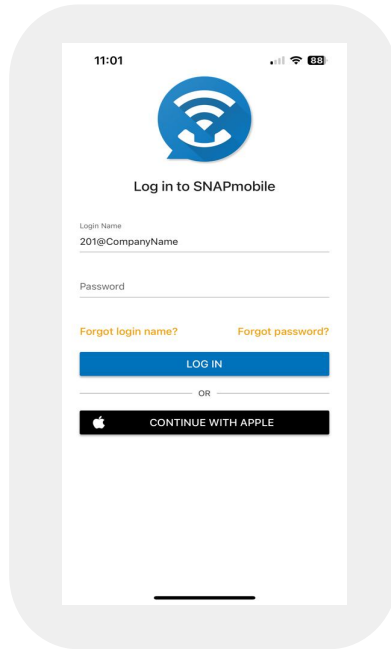 11:01 88
Log in to SNAPmobile
Login Name
201@CompanyName
Password
Forgot login name? Forgot password?
LOG IN
OR
CONTINUE WITH APPLE